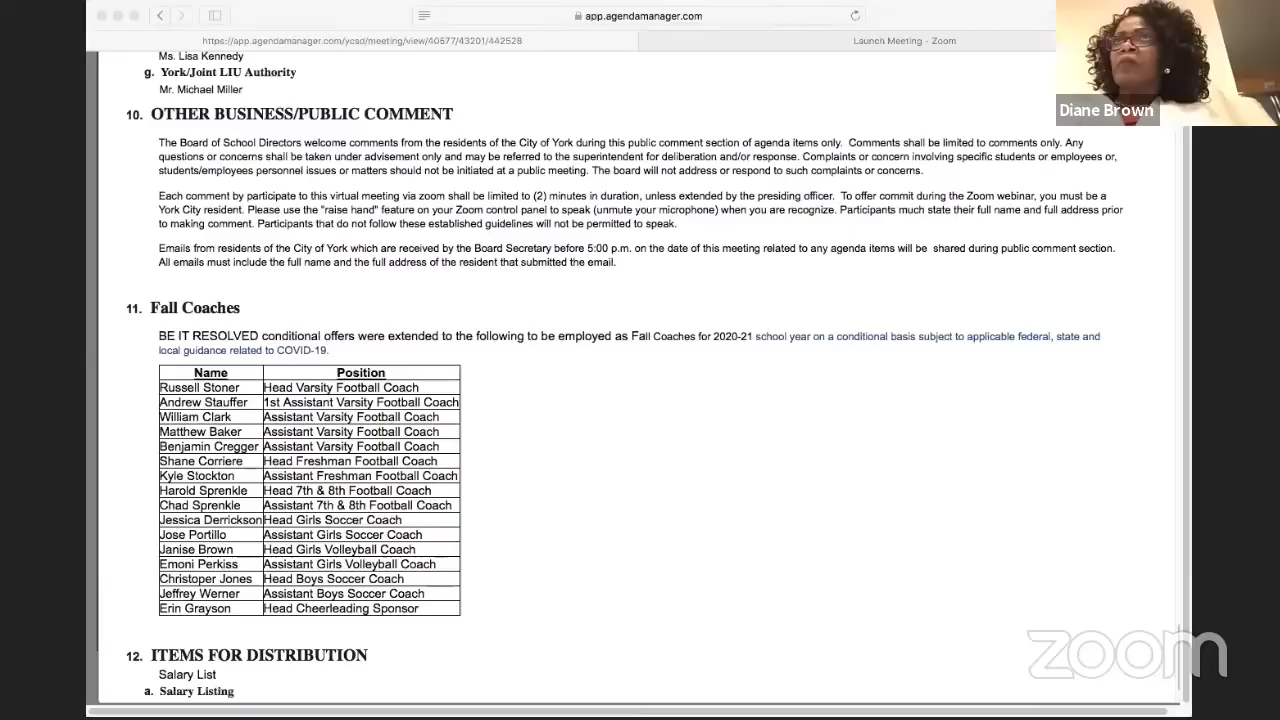 app.agendamanager.com
https://app.agendamanager.com/ycsd/meeting/view/40577/43201/442528
Launch Meeting - Zoom
Ms. Lisa Kennedy
g. York/Joint LIU Authority
Mr. Michael Miller
10. OTHER BUSINESS/PUBLIC COMMENT
The Board of School Directors welcome comments from the residents of the City of York during this public comment section of agenda items only. Comments shall be limited to comments only. Any
questions or concerns shall be taken under advisement only and may be referred to the superintendent for deliberation and/or response. Complaints or concern involving specific students or employees or,
students/employees personnel issues or matters should not be initiated at a public meeting. The board will not address or respond to such complaints or concerns.
Each comment by participate to this virtual meeting via zoom shall be limited to (2) minutes in duration, unless extended by the presiding officer. To offer commit during the Zoom webinar, you must be a
York City resident. Please use the "raise hand" feature on your Zoom control panel to speak (unmute your microphone) when you are recognize. Participants much state their full name and full address prior
to making comment. Participants that do not follow these established guidelines will not be permitted to speak.
Emails from residents of the City of York which are received by the Board Secretary before 5:00 p.m. on the date of this meeting related to any agenda items will be shared during public comment section.
All emails must include the full name and the full address of the resident that submitted the email.
11. Fall Coaches
BE IT RESOLVED conditional offers were extended to the following to be employed as Fall Coaches for 2020-21 school year on a conditional basis subject to applicable federal, state and
local guidance related to COVID-19.
Name Position
Russell Stoner Head Varsity Football Coach
Andrew Stauffer 1st Assistant Varsity Football Coach
William Clark Assistant Varsity Football Coach
Matthew Baker Assistant Varsity Football Coach
Benjamin Cregger Assistant Varsity Football Coach
Shane Corriere Head Freshman Football Coach
Kyle Stockton Assistant Freshman Football Coach
Harold Sprenkle Head 7th & 8th Football Coach
Chad Sprenkle Assistant 7th & 8th Football Coach
Jessica Derrickson Head Girls Soccer Coach
Jose Portillo Assistant Girls Soccer Coach
Janise Brown Head Girls Volleyball Coach
Emoni Perkiss Assistant Girls Volleyball Coach
Christoper Jones Head Boys Soccer Coach
Jeffrey Werner Assistant Boys Soccer Coach
Erin Grayson Head Cheerleading Sponsor
12. ITEMS FOR DISTRIBUTION
Salary List
a. Salary Listing
Diane Brown
zoom